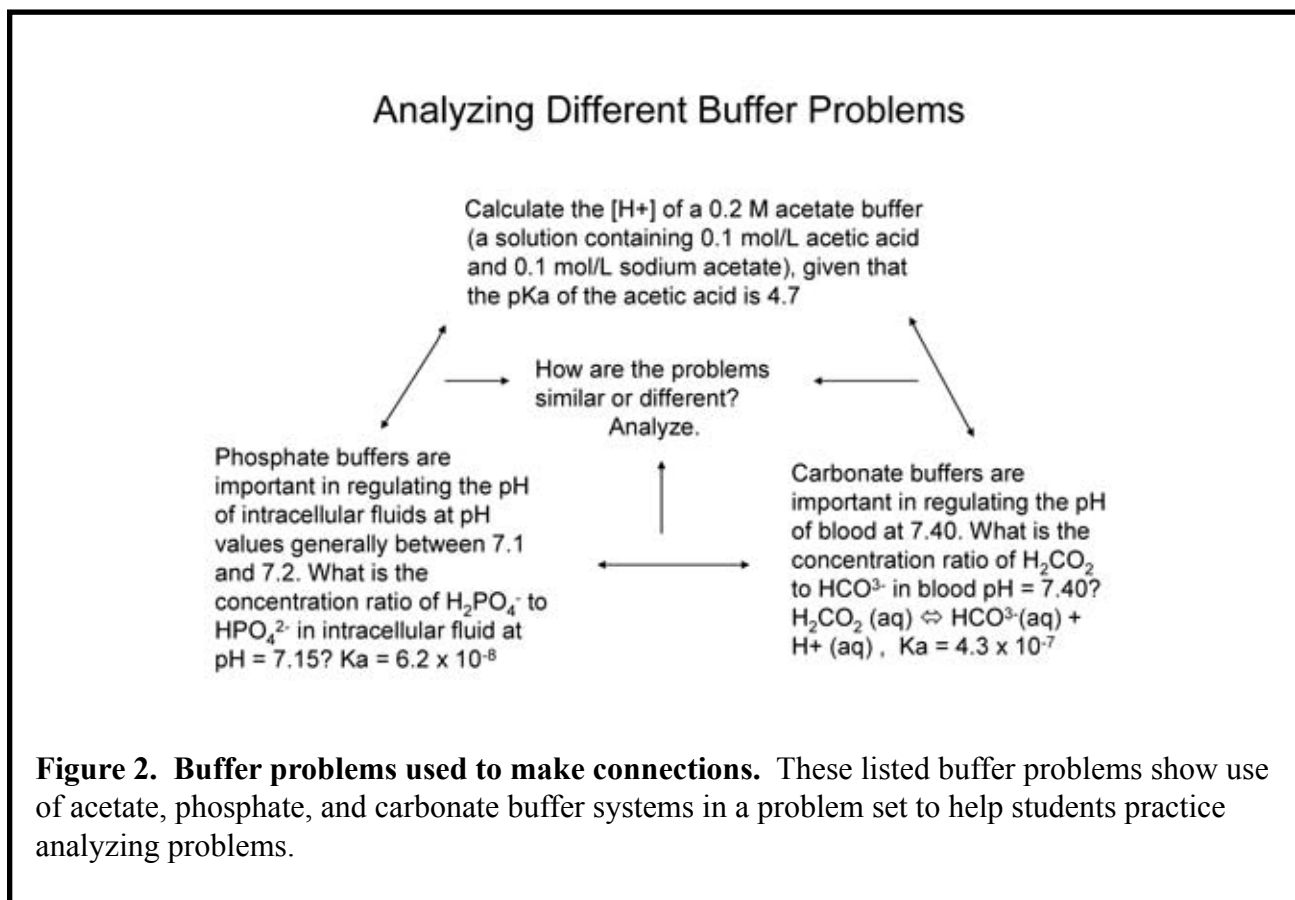 Analyzing Different Buffer Problems
Calculate the [H+] of a 0.2 M acetate buffer
(a solution containing 0.1 mol/L acetic acid
and 0.1 mol/L sodium acetate), given that
the pKa of the acetic acid is 4.7
How are the problems
similar or different?
Analyze.
Phosphate buffers are
important in regulating the pH
of intracellular fluids at pH
values generally between 7.1
and 7.2. What is the
concentration ratio of H₂PO₄⁻ to
HPO₄²⁻ in intracellular fluid at
pH = 7.15? Ka = 6.2 x 10⁻⁸
Carbonate buffers are
important in regulating the pH
of blood at 7.40. What is the
concentration ratio of H₂CO₂
to HCO³⁻ in blood pH = 7.40?
H₂CO₂ (aq) ⇔ HCO³⁻(aq) +
H+ (aq) , Ka = 4.3 x 10⁻⁷
Figure 2. Buffer problems used to make connections. These listed buffer problems show use
of acetate, phosphate, and carbonate buffer systems in a problem set to help students practice
analyzing problems.